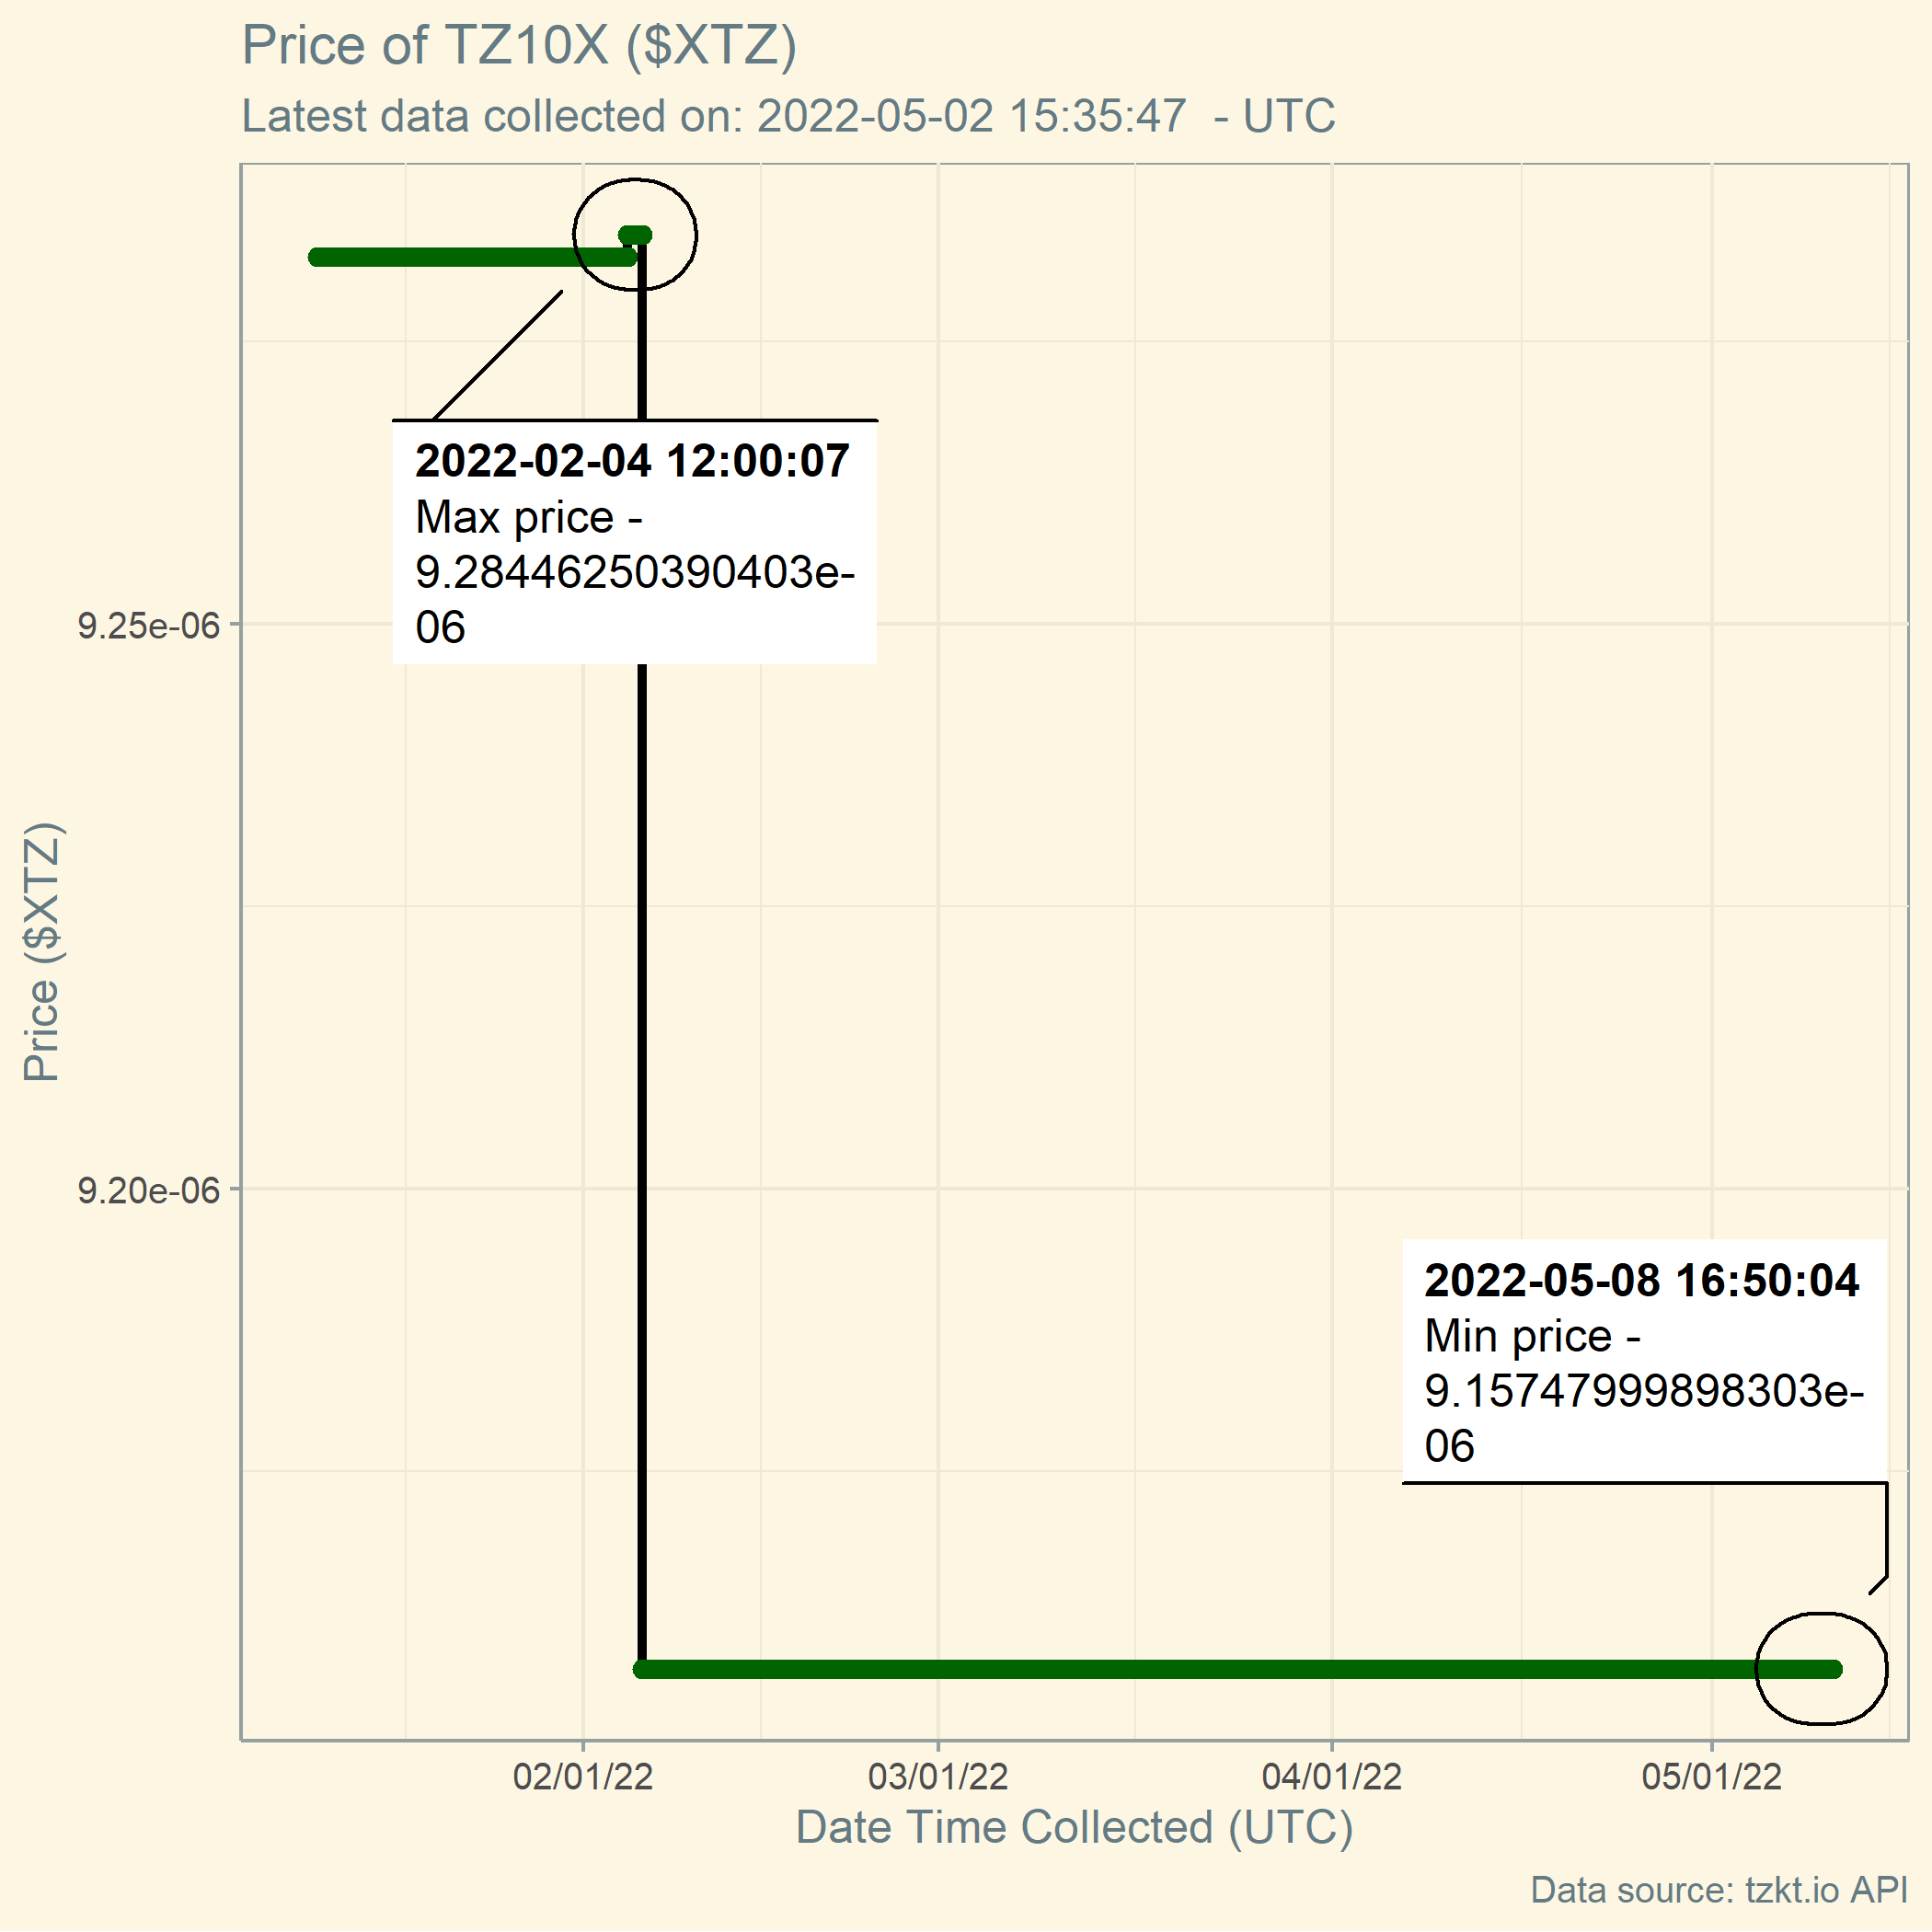 Price of TZ10X ($XTZ)
Latest data collected on: 2022-05-02 15:35:47  - UTC
2022-02-04 12:00:07
Max price -
9.28446250390403e-
06
9.25e-06
Price ($XTZ)
9.20e-06
2022-05-08 16:50:04
Min price -
9.15747999898303e-
06
02/01/22
03/01/22
04/01/22
05/01/22
Date Time Collected (UTC)
Data source: tzkt.io API